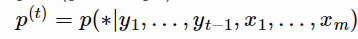 p^{(t)} = p(*|y_1, \ldots, y_{t-1}, x_1, \ldots, x_m)